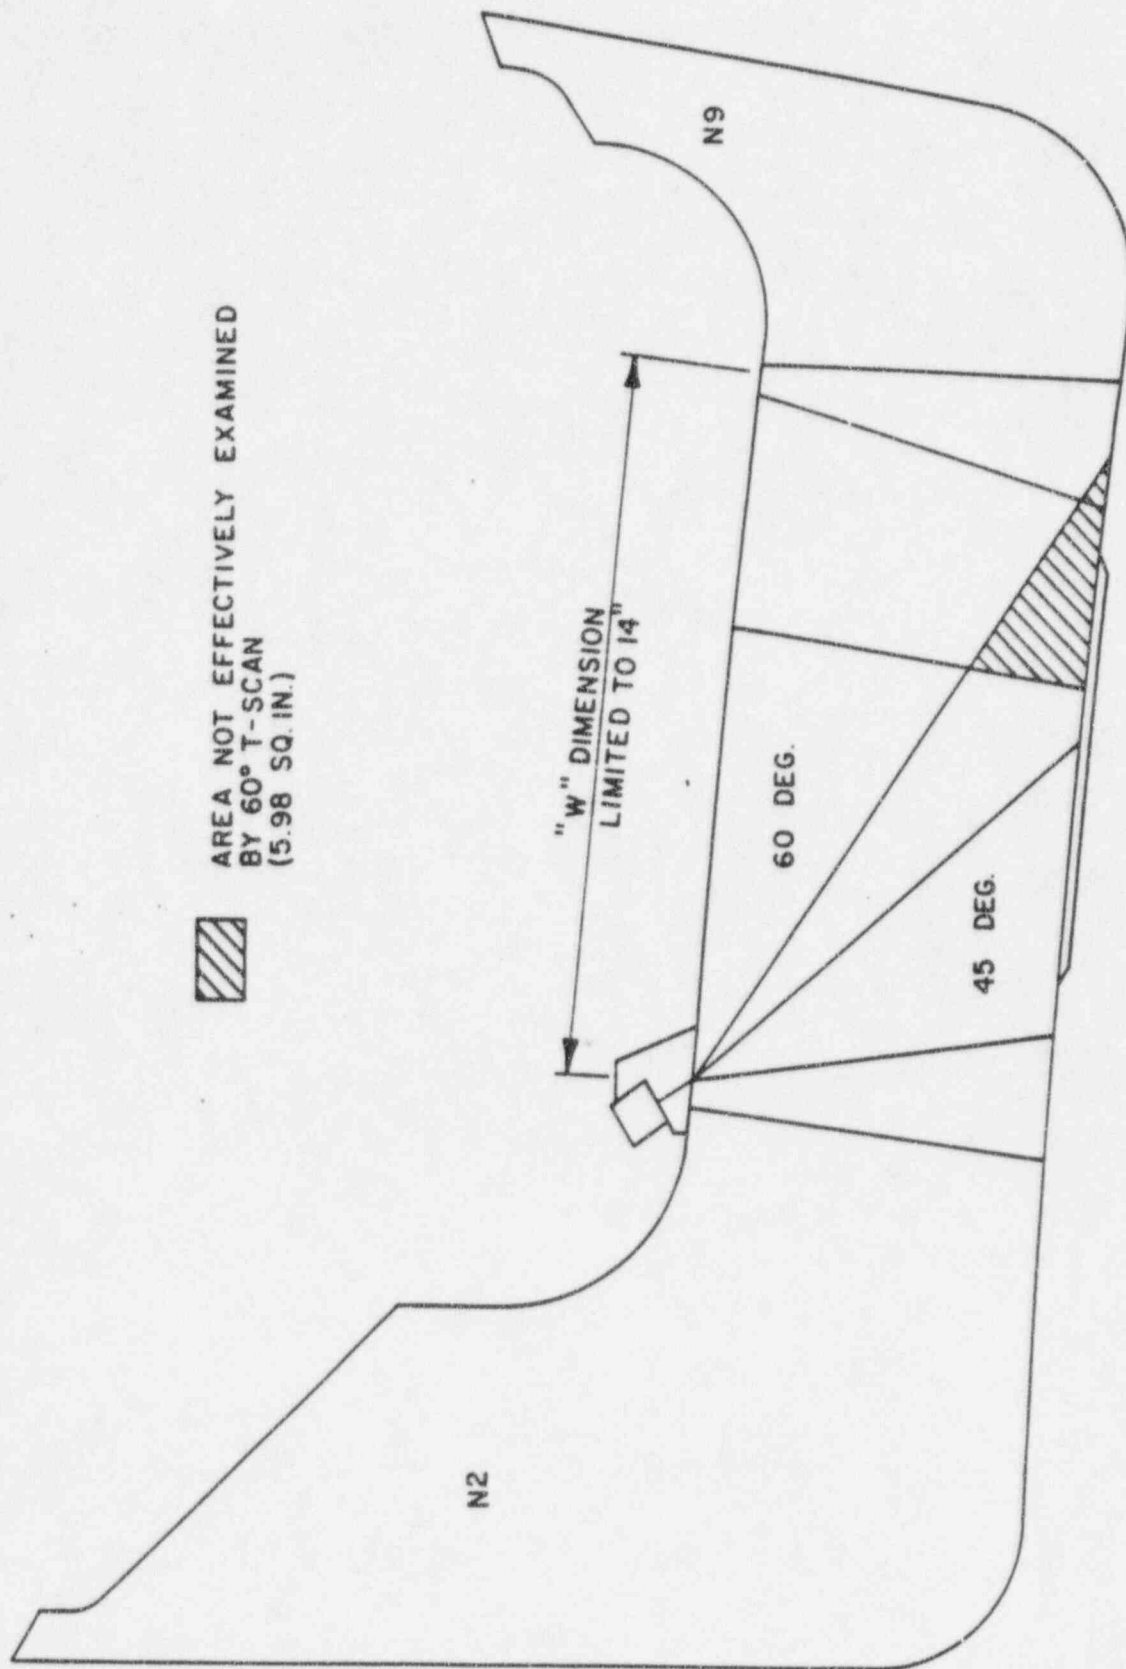 AREA NOT EFFECTIVELY EXAMINED
BY 60° T-SCAN
(5.98 SQ. IN.)
"W" DIMENSION
LIMITED TO 14"
N9
60 DEG.
45 DEG.
N2